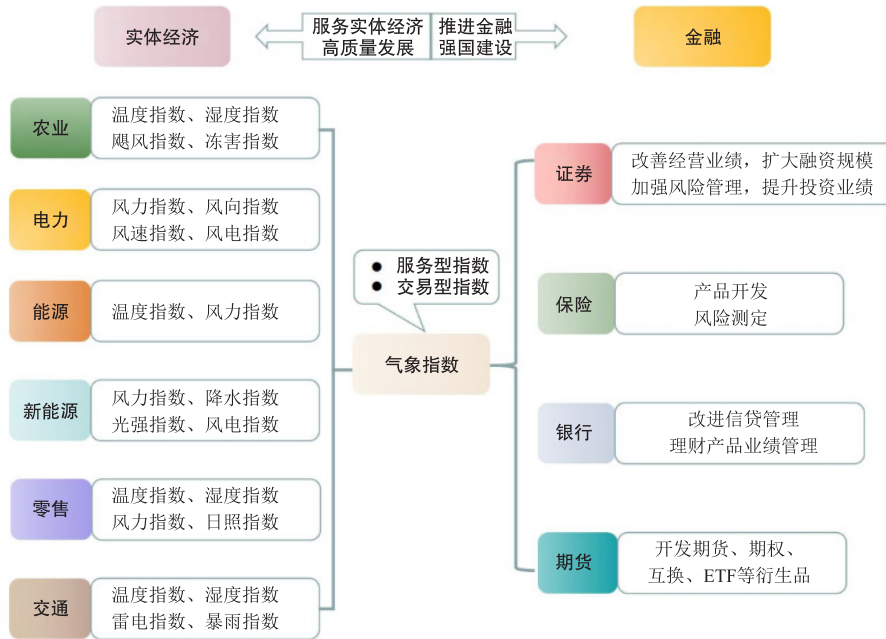 实体经济
服务实体经济
高质量发展
推进金融
强国建设
金融
农业
温度指数、湿度指数
飓风指数、冻害指数
电力
风力指数、风向指数
风速指数、风电指数
能源
温度指数、风力指数
新能源
风力指数、降水指数
光强指数、风电指数
零售
温度指数、湿度指数
风力指数、日照指数
交通
温度指数、湿度指数
雷电指数、暴雨指数
● 服务型指数
● 交易型指数
气象指数
证券
改善经营业绩，扩大融资规模
加强风险管理，提升投资业绩
保险
产品开发
风险测定
银行
改进信贷管理
理财产品业绩管理
期货
开发期货、期权、
互换、ETF等衍生品